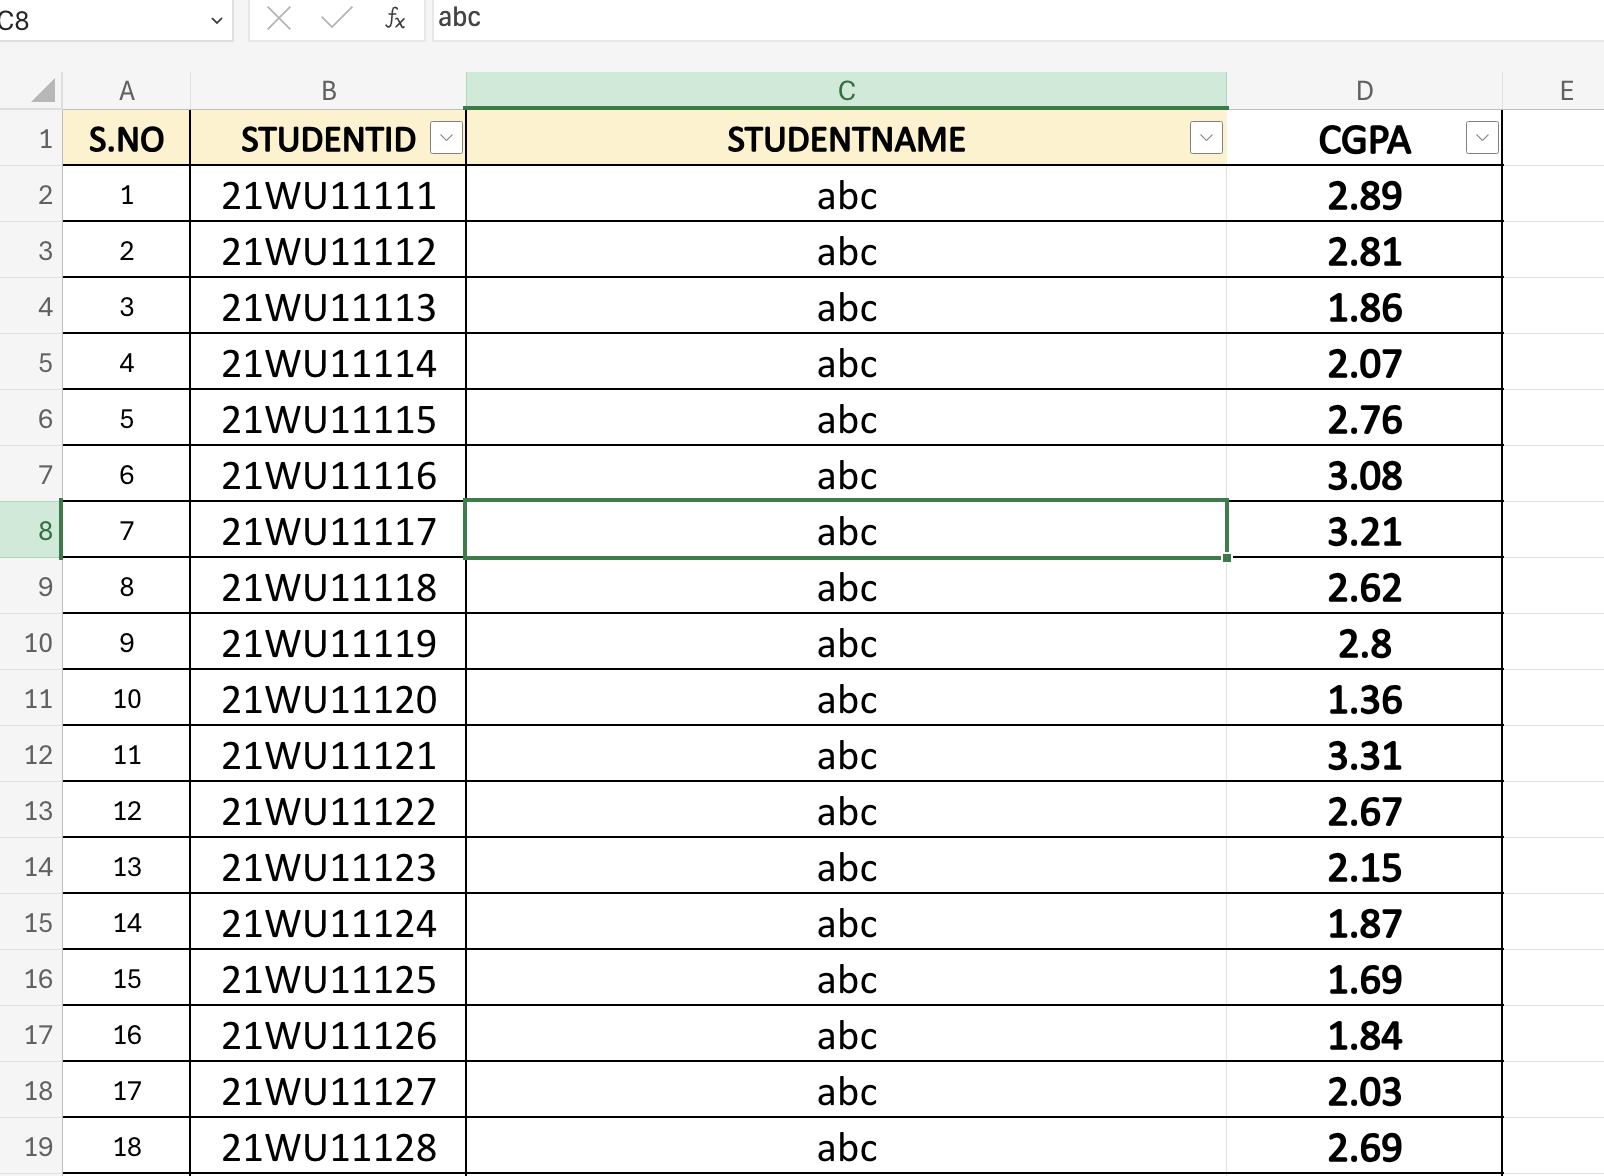 C8 fx abc
A B C D E
1 S.NO STUDENTID STUDENTNAME CGPA
2 1 21WU11111 abc 2.89
3 2 21WU11112 abc 2.81
4 3 21WU11113 abc 1.86
5 4 21WU11114 abc 2.07
6 5 21WU11115 abc 2.76
7 6 21WU11116 abc 3.08
8 7 21WU11117 abc 3.21
9 8 21WU11118 abc 2.62
10 9 21WU11119 abc 2.8
11 10 21WU11120 abc 1.36
12 11 21WU11121 abc 3.31
13 12 21WU11122 abc 2.67
14 13 21WU11123 abc 2.15
15 14 21WU11124 abc 1.87
16 15 21WU11125 abc 1.69
17 16 21WU11126 abc 1.84
18 17 21WU11127 abc 2.03
19 18 21WU11128 abc 2.69